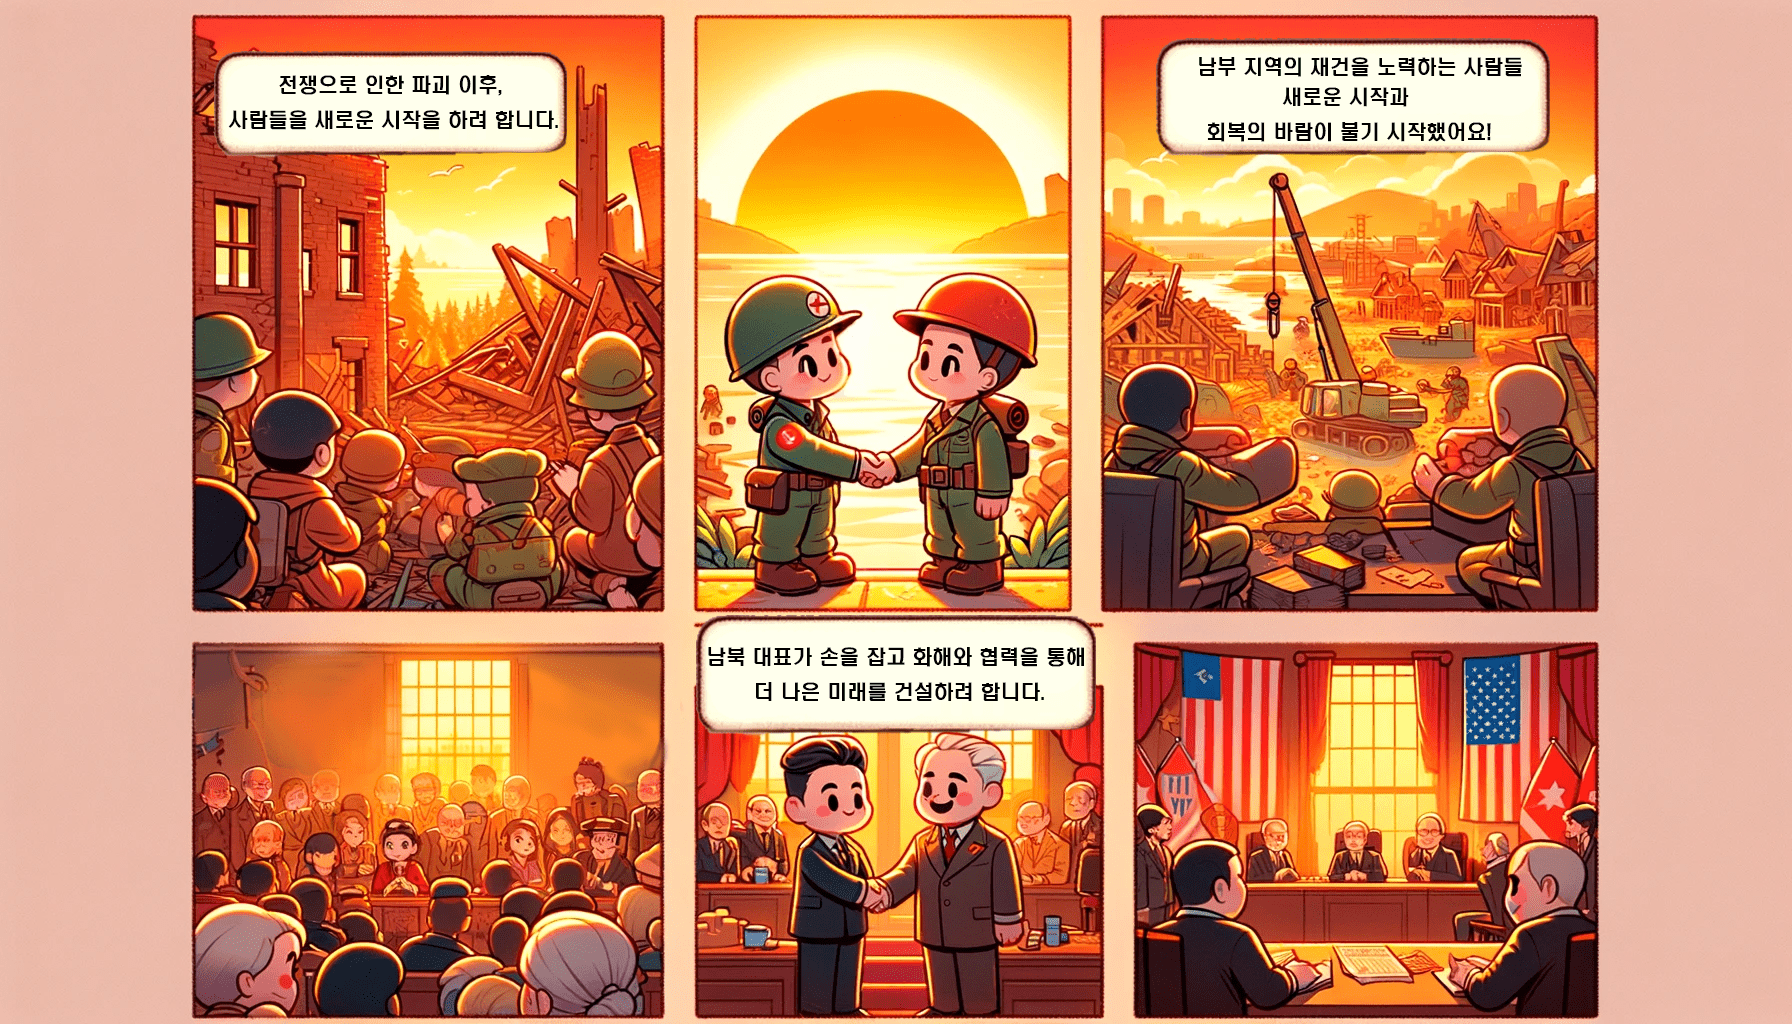 전쟁으로 인한 파괴 이후,
사람들을 새로운 시작을 하려 합니다.
남부 지역의 재건을 노력하는 사람들
새로운 시작과
회복의 바람이 불기 시작했어요!
남북 대표가 손을 잡고 화해와 협력을 통해
더 나은 미래를 건설하려 합니다.